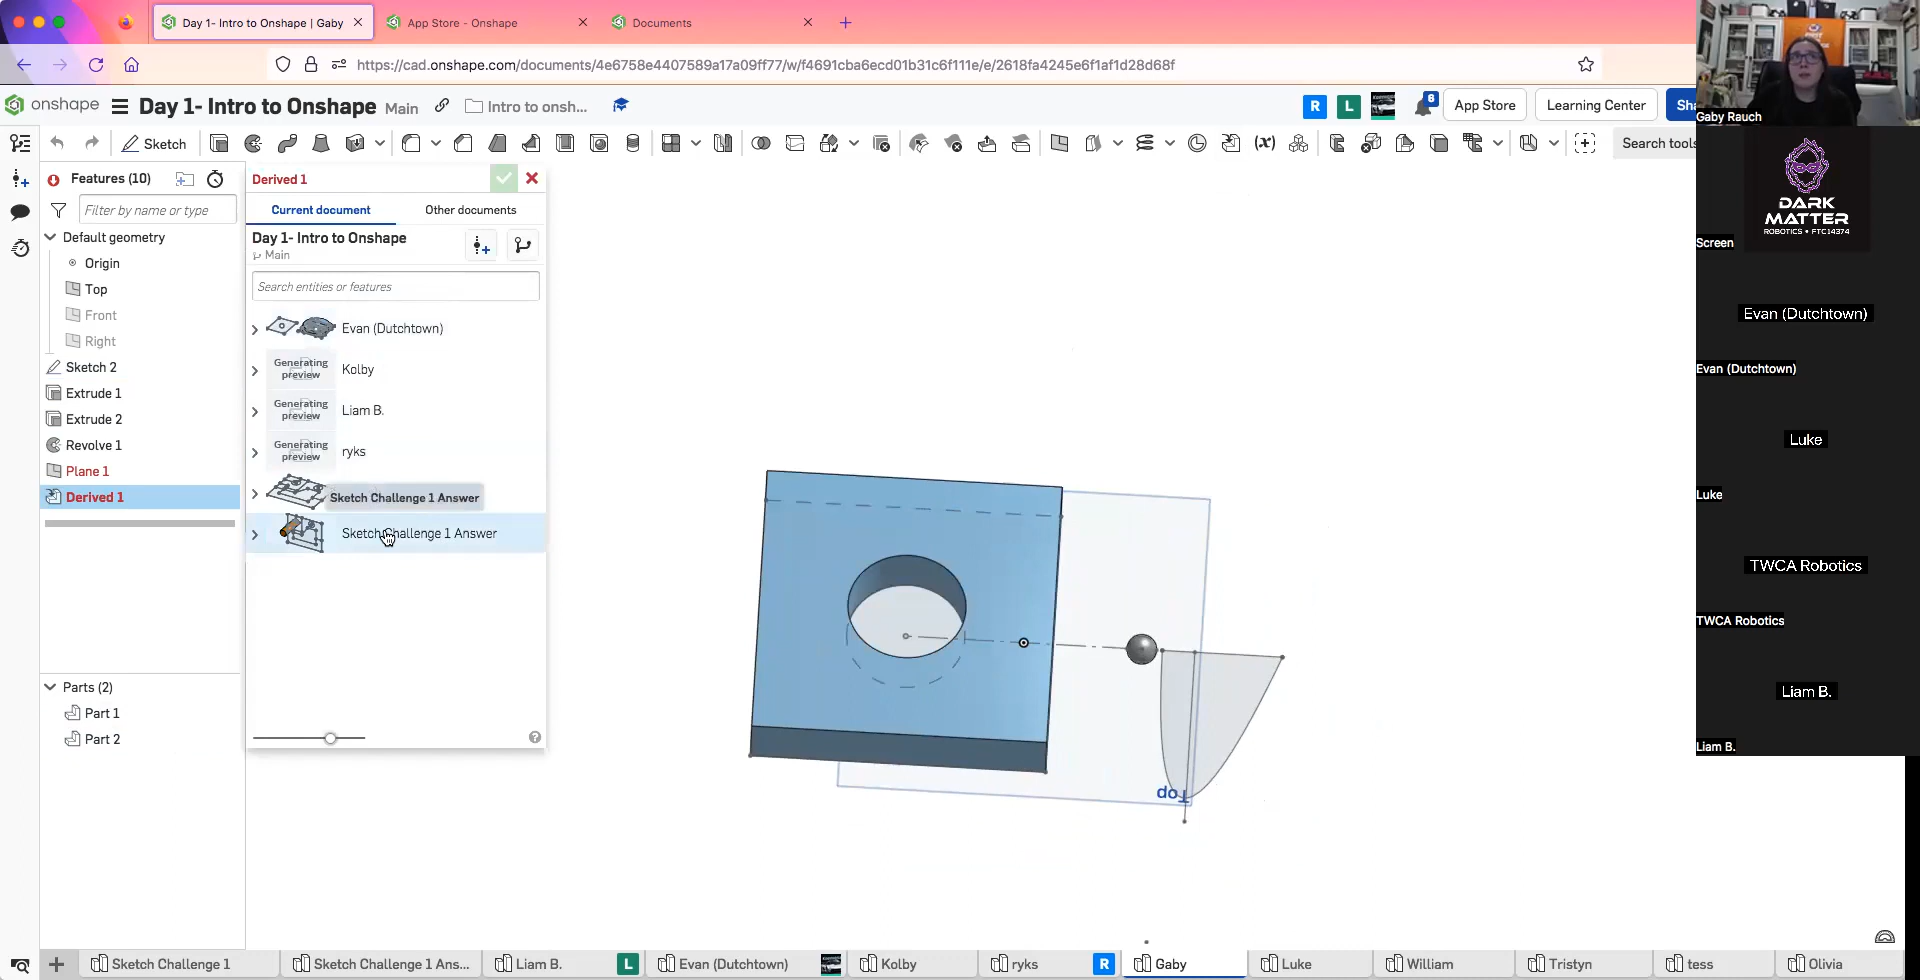 Day 1- Intro to Onshape | Gaby
App Store - Onshape
Documents
https://cad.onshape.com/documents/4e6758e4407589a17a09ff77/w/f4691cba6ecd01b31c6f111e/e/2618fa4245e6f1af1d28d68f
onshape
Day 1- Intro to Onshape
Main
Intro to onsh...
R
L
8
App Store
Learning Center
Sha
Sketch
Search tools
Features (10)
Filter by name or type
Default geometry
Origin
Top
Front
Right
Sketch 2
Extrude 1
Extrude 2
Revolve 1
Plane 1
Derived 1
Parts (2)
Part 1
Part 2
Derived 1
Current document
Other documents
Day 1- Intro to Onshape
Main
Search entities or features
Evan (Dutchtown)
Generating preview
Kolby
Generating preview
Liam B.
Generating preview
ryks
Sketch Challenge 1 Answer
Sketch Challenge 1 Answer
Top
Gaby Rauch
DARK
MATTER
ROBOTICS • FTC14374
Screen
Evan (Dutchtown)
Evan (Dutchtown)
Luke
Luke
TWCA Robotics
TWCA Robotics
Liam B.
Liam B.
Sketch Challenge 1
Sketch Challenge 1 Ans...
Liam B.
L
Evan (Dutchtown)
Kolby
ryks
R
Gaby
Luke
William
Tristyn
tess
Olivia